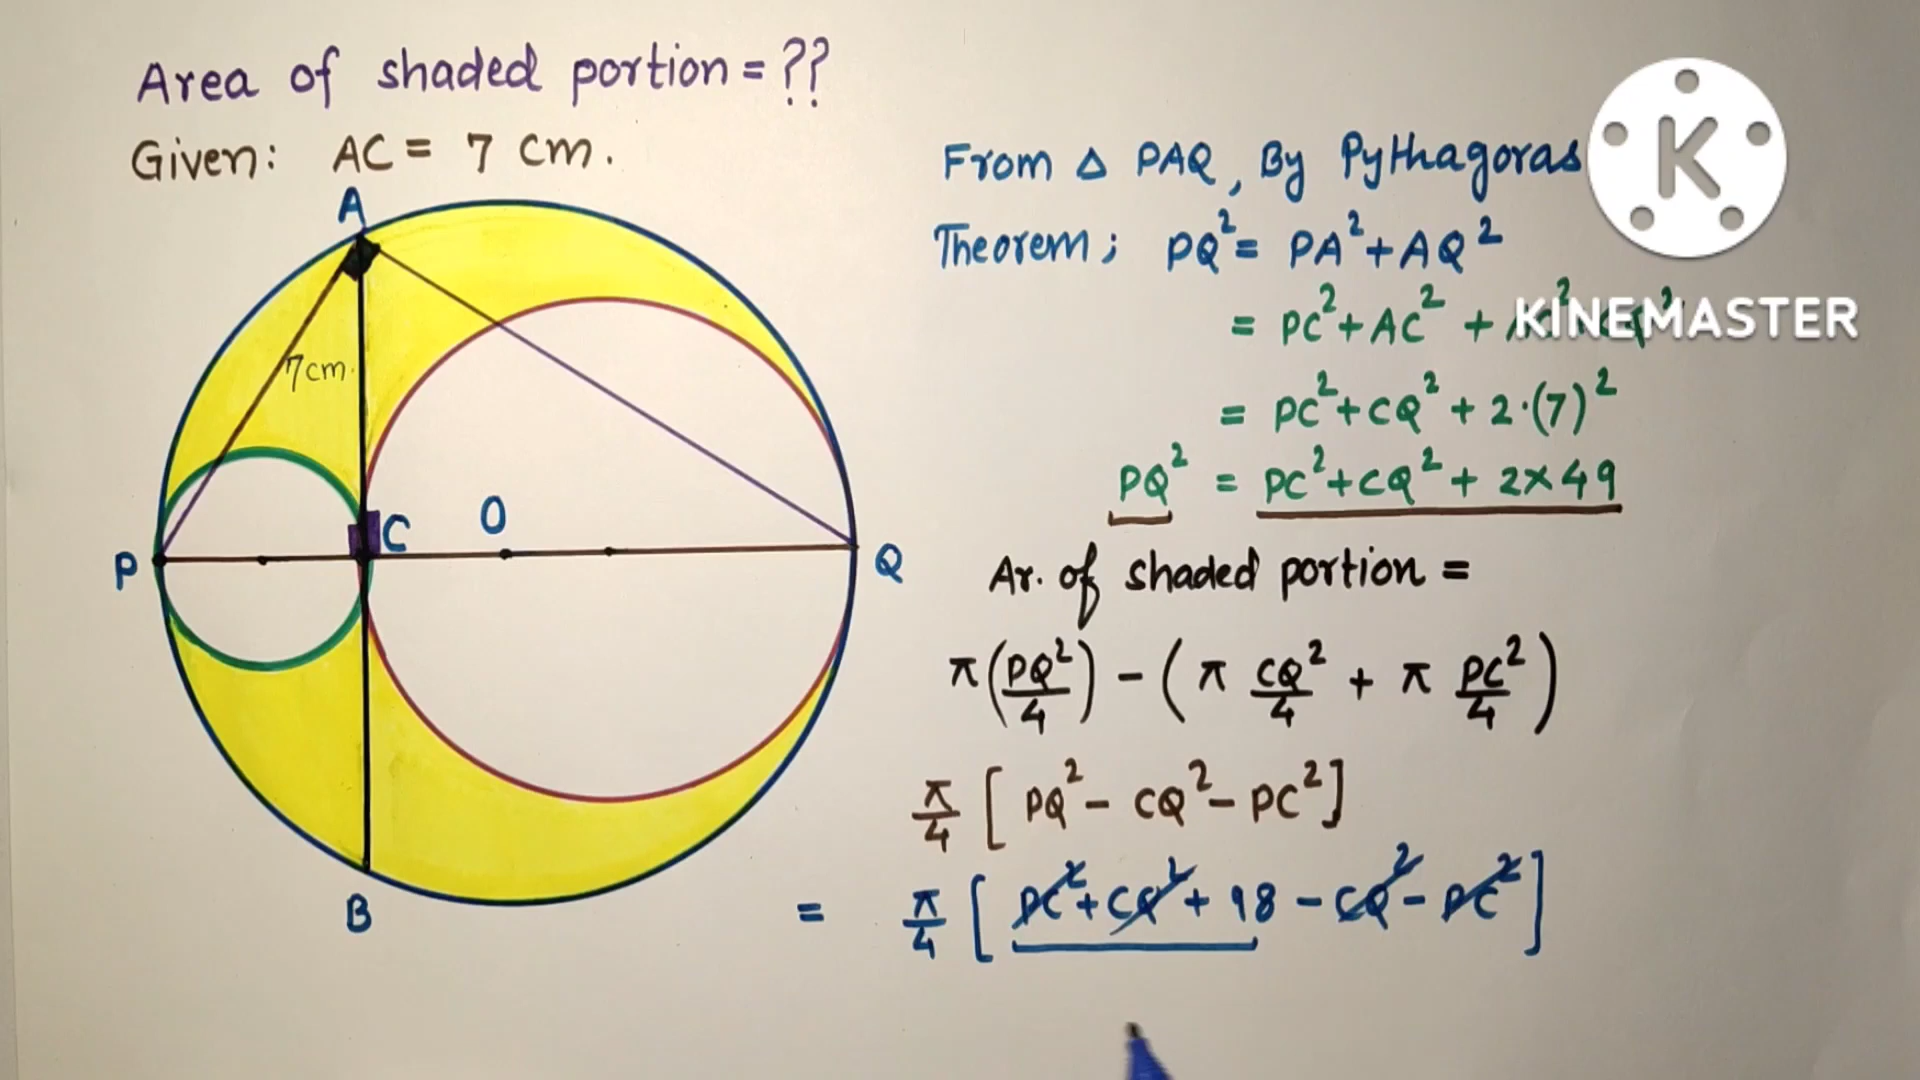 Area of shaded portion = ??
Given: AC = 7 cm.
A
7cm.
P
C
O
Q
B
From Δ PAQ, By Pythagoras
Theorem; PQ² = PA² + AQ²
= PC² + AC² +
KINEMASTER
= PC² + CQ² + 2·(7)²
PQ² = PC² + CQ² + 2×49
Ar. of shaded portion =
π(PQ²/4) - (π CQ²/4 + π PC²/4)
π/4 [PQ² - CQ² - PC²]
= π/4 [PC² + CQ² + 98 - CQ² - PC²]
K